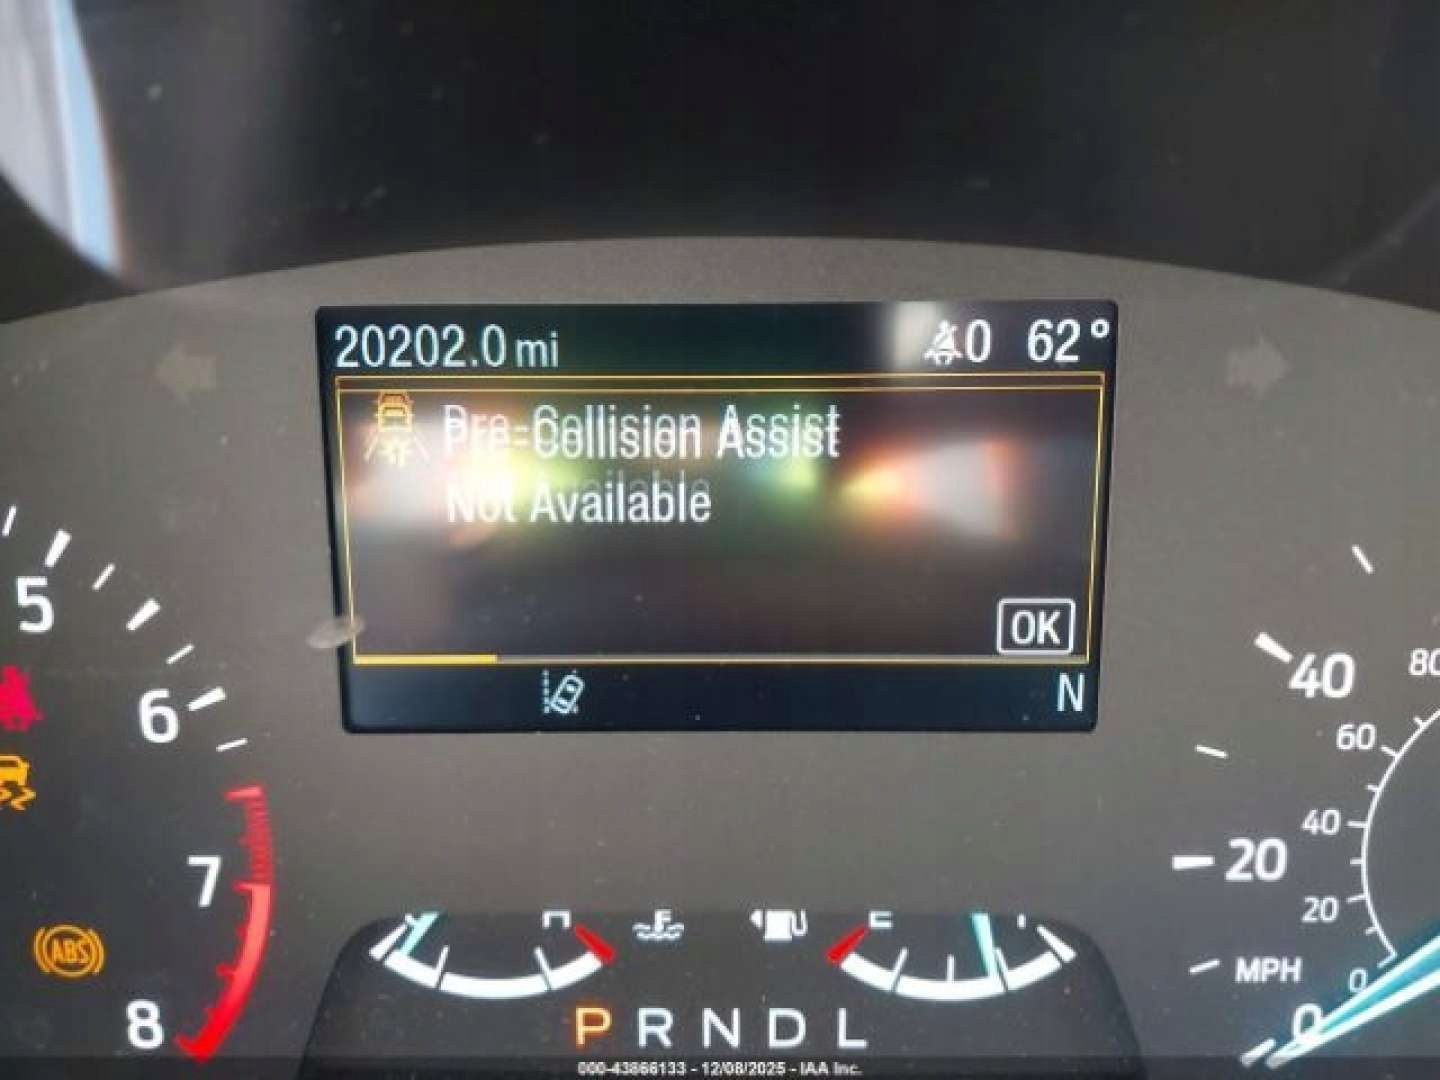 20202.0 mi
0 62°
Pre-Collision Assist
Not Available
OK
N
5
6
7
8
ABS
E
P R N D L
40
20
0
MPH
80
60
40
20
0
000-43866133 - 12/08/2025 - IAA Inc.